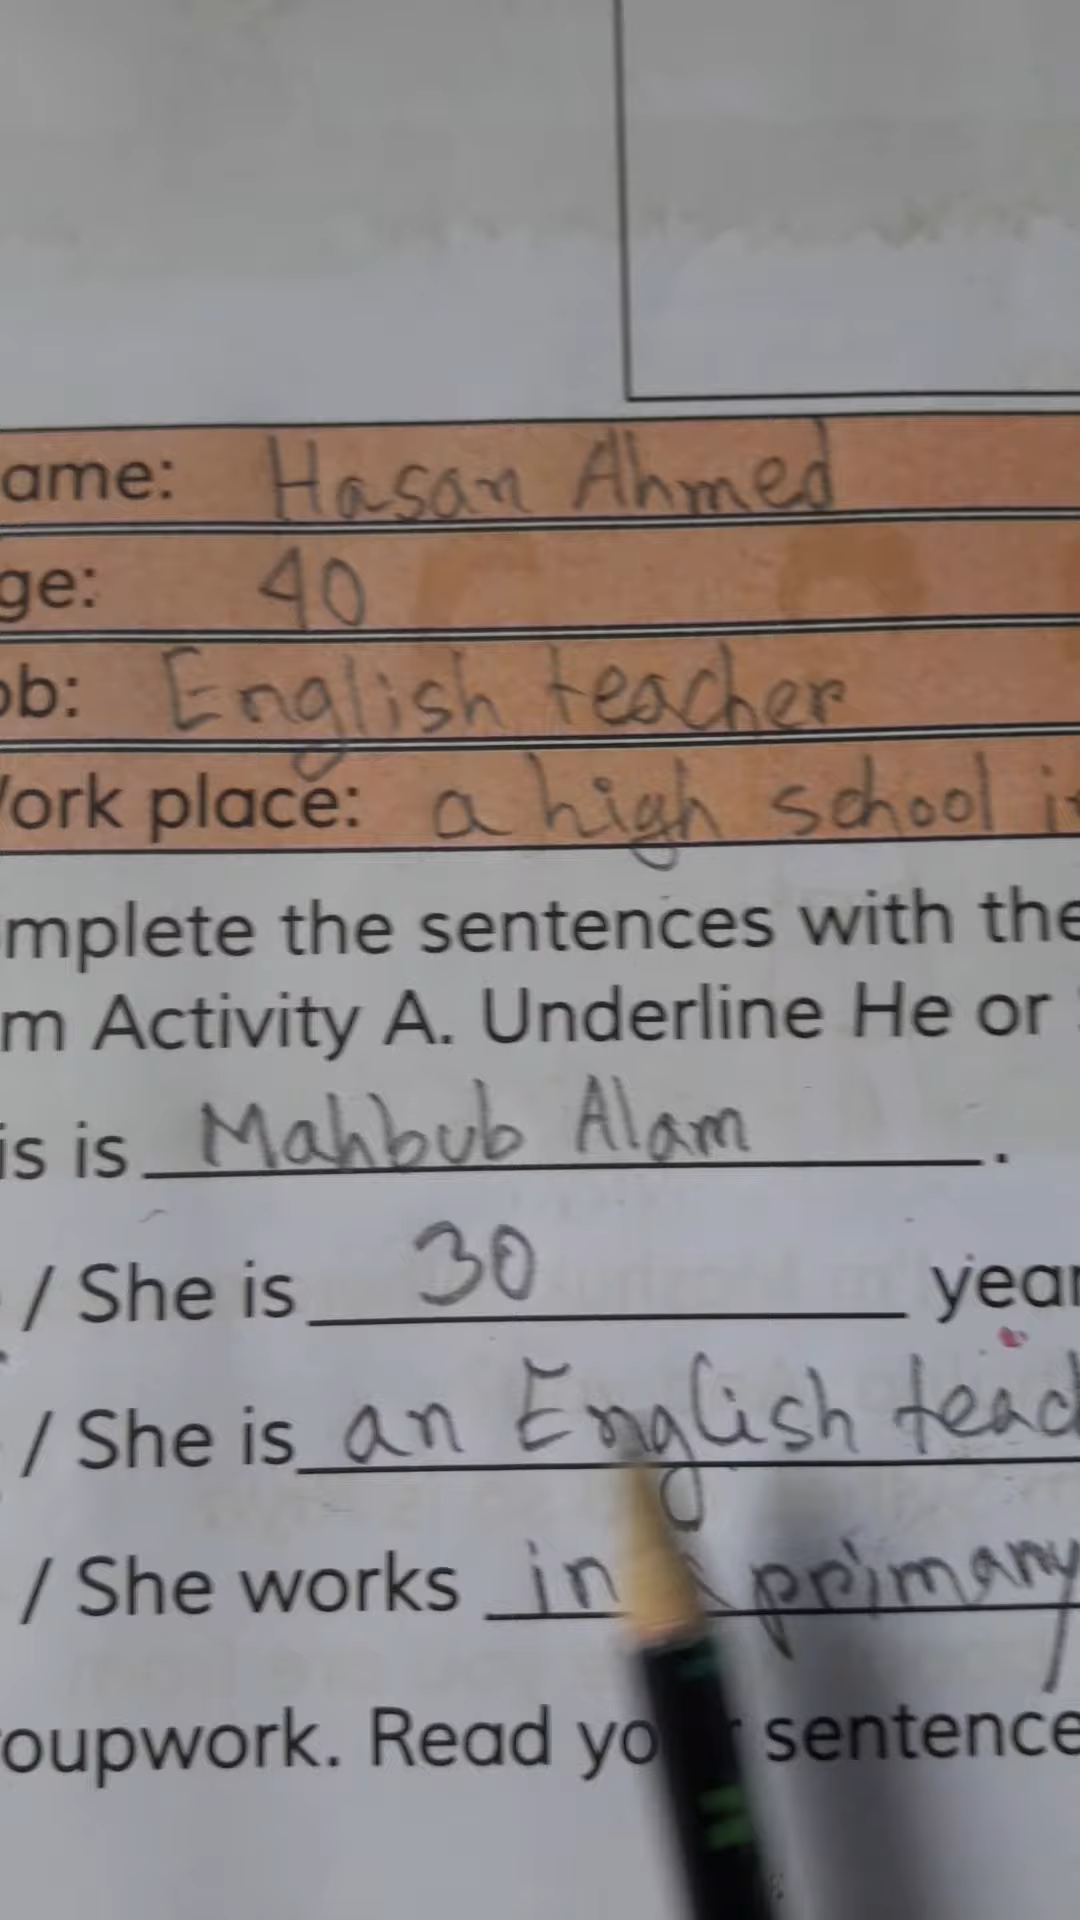 ame: Hasan Ahmed
ge: 40
ob: English teacher
ork place: a high school i
mplete the sentences with the
m Activity A. Underline He or
is is Mahbub Alam.
/ She is 30 year
/ She is an English teac
/ She works in primary
oupwork. Read yo sentence